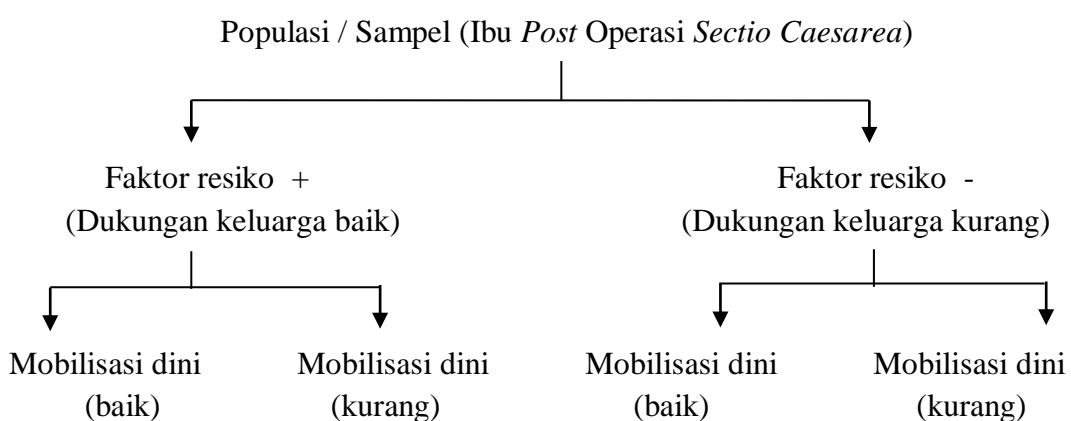 Populasi / Sampel (Ibu Post Operasi Sectio Caesarea)
Faktor resiko +
(Dukungan keluarga baik)
Faktor resiko -
(Dukungan keluarga kurang)
Mobilisasi dini
(baik)
Mobilisasi dini
(kurang)
Mobilisasi dini
(baik)
Mobilisasi dini
(kurang)